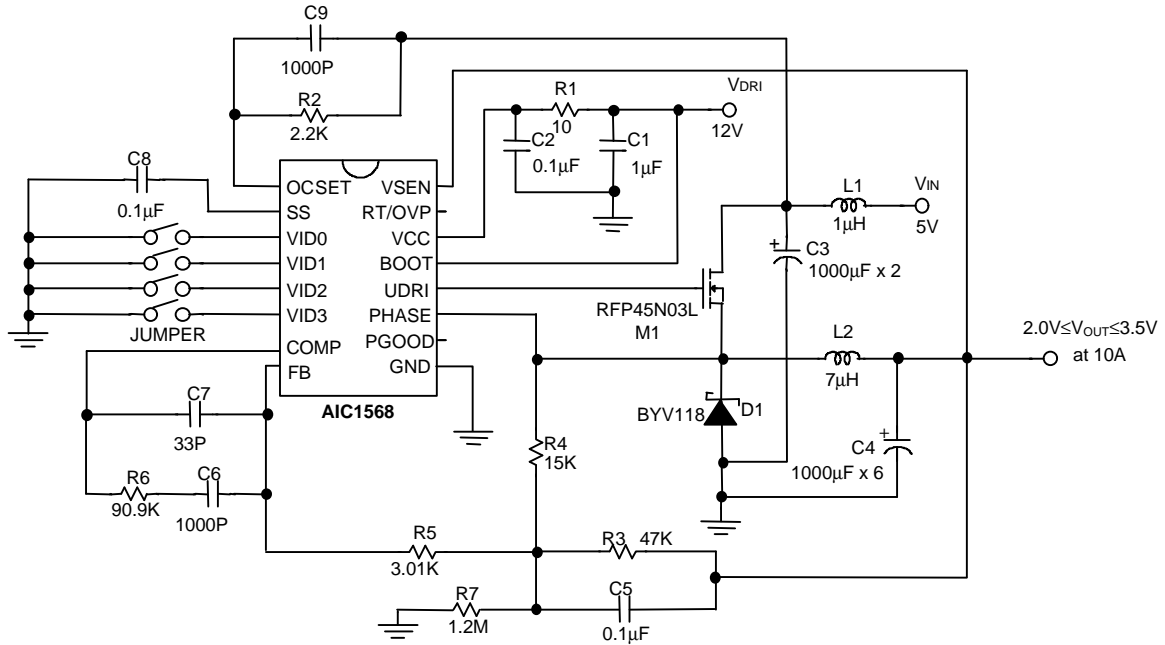 C9
1000P
R2
2.2K
VDRI
R1
10
12V
C2
0.1µF
C1
1µF
C8
0.1µF
OCSET
VSEN
SS
RT/OVP
VID0
VCC
VID1
BOOT
VID2
UDRI
VID3
PHASE
PGOOD
COMP
GND
FB
AIC1568
JUMPER
L1
1µH
VIN
5V
C3
1000µF x 2
RFP45N03L
M1
2.0V≤VOUT≤3.5V
at 10A
L2
7µH
C7
33P
BYV118
D1
R4
15K
C4
1000µF x 6
R6
90.9K
C6
1000P
R5
3.01K
R3 47K
R7
1.2M
C5
0.1µF